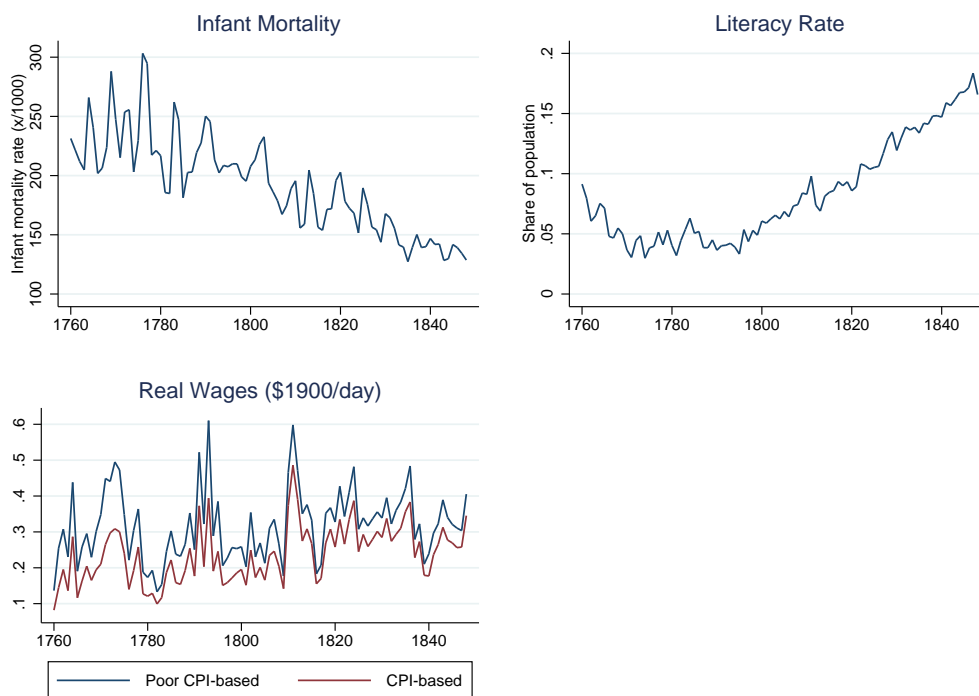 Infant Mortality
Infant mortality rate (x/1000)
300
250
200
150
100
1760 1780 1800 1820 1840
Literacy Rate
Share of population
.2
.15
.1
.05
0
1760 1780 1800 1820 1840
Real Wages ($1900/day)
.6
.5
.4
.3
.2
.1
1760 1780 1800 1820 1840
Poor CPI-based CPI-based